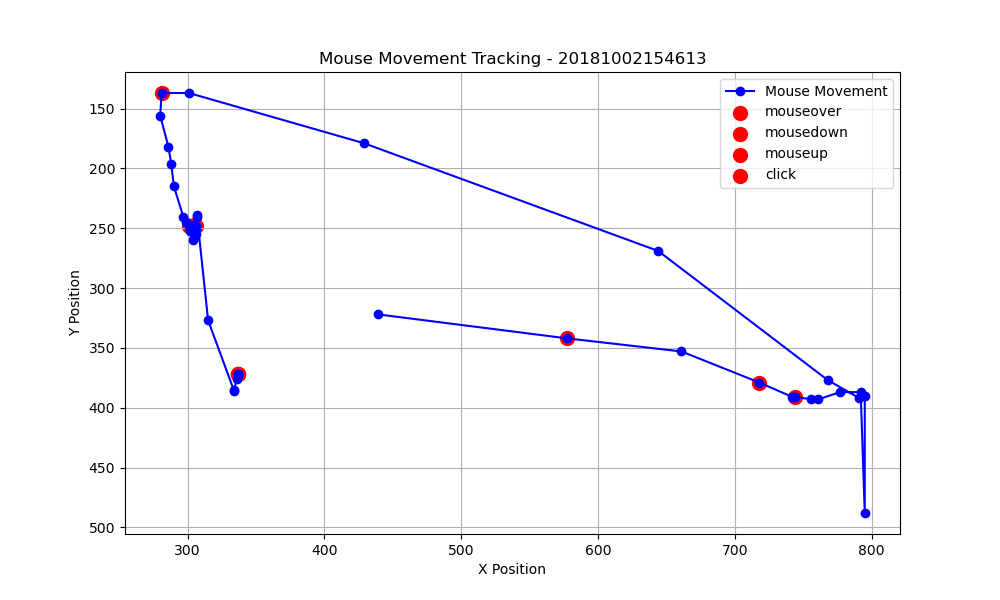 Mouse Movement Tracking - 20181002154613
Mouse Movement
mouseover
mousedown
mouseup
click
150
200
250
300
350
400
450
500
Y Position
300 400 500 600 700 800
X Position